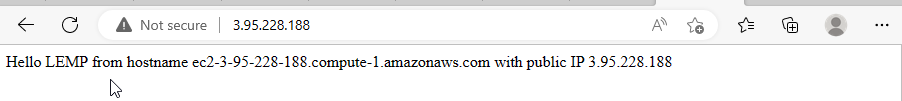 Not secure | 3.95.228.188
Hello LEMP from hostname ec2-3-95-228-188.compute-1.amazonaws.com with public IP 3.95.228.188